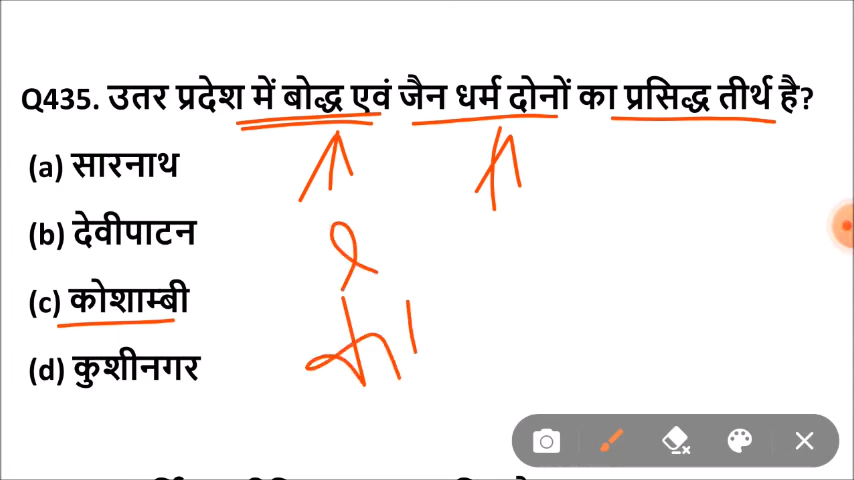 Q435. उतर प्रदेश में बोद्ध एवं जैन धर्म दोनों का प्रसिद्ध तीर्थ है?
(a) सारनाथ
(b) देवीपाटन
(c) कोशाम्बी
(d) कुशीनगर